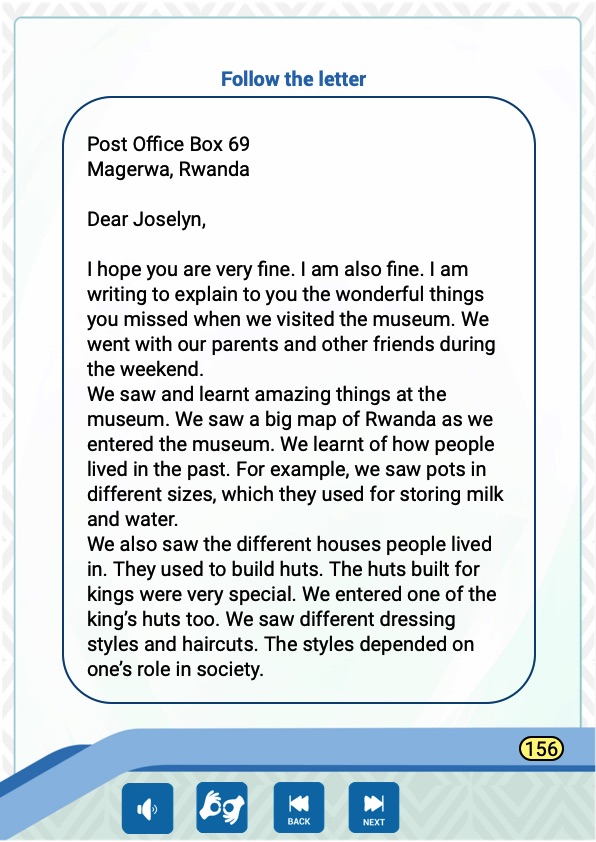 Follow the letter
Post Office Box 69
Magerwa, Rwanda
Dear Joselyn,
I hope you are very fine. I am also fine. I am
writing to explain to you the wonderful things
you missed when we visited the museum. We
went with our parents and other friends during
the weekend.
We saw and learnt amazing things at the
museum. We saw a big map of Rwanda as we
entered the museum. We learnt of how people
lived in the past. For example, we saw pots in
different sizes, which they used for storing milk
and water.
We also saw the different houses people lived
in. They used to build huts. The huts built for
kings were very special. We entered one of the
king’s huts too. We saw different dressing
styles and haircuts. The styles depended on
one’s role in society.
156
BACK
NEXT